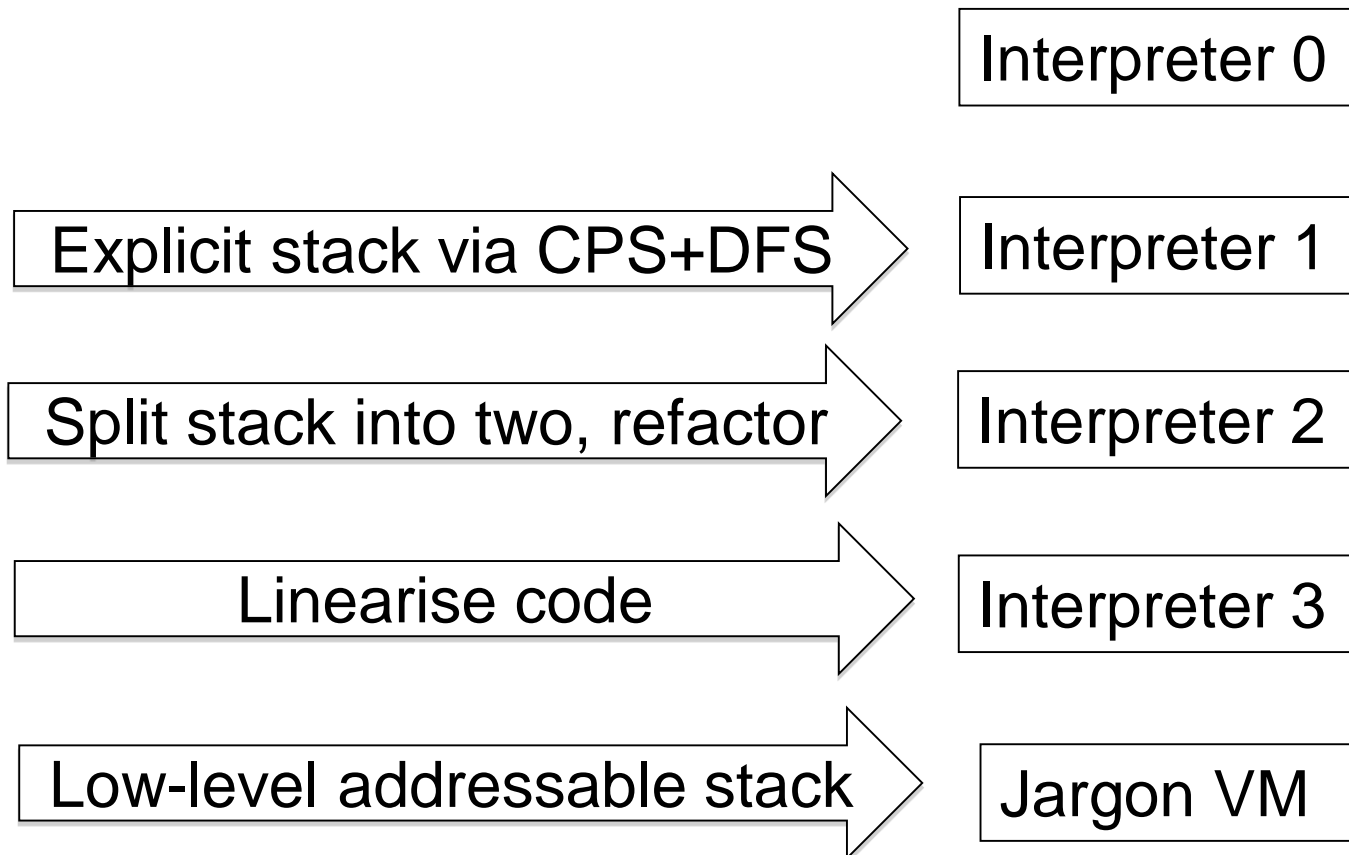 Interpreter 0
Explicit stack via CPS+DFS
Interpreter 1
Split stack into two, refactor
Interpreter 2
Linearise code
Interpreter 3
Low-level addressable stack
Jargon VM